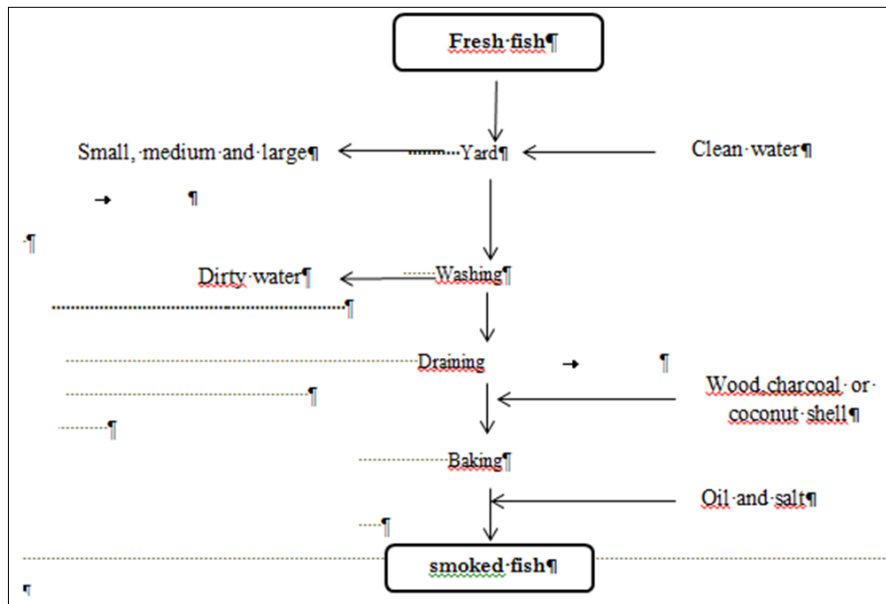 Fresh·fish¶
Small,·medium·and·large¶
Yard¶
Clean·water¶
→ ¶
·¶
Dirty·water¶
Washing¶
¶
Draining → ¶
¶
Wood,charcoal·or·
coconut·shell¶
¶
Baking¶
Oil·and·salt¶
¶
smoked·fish¶
¶